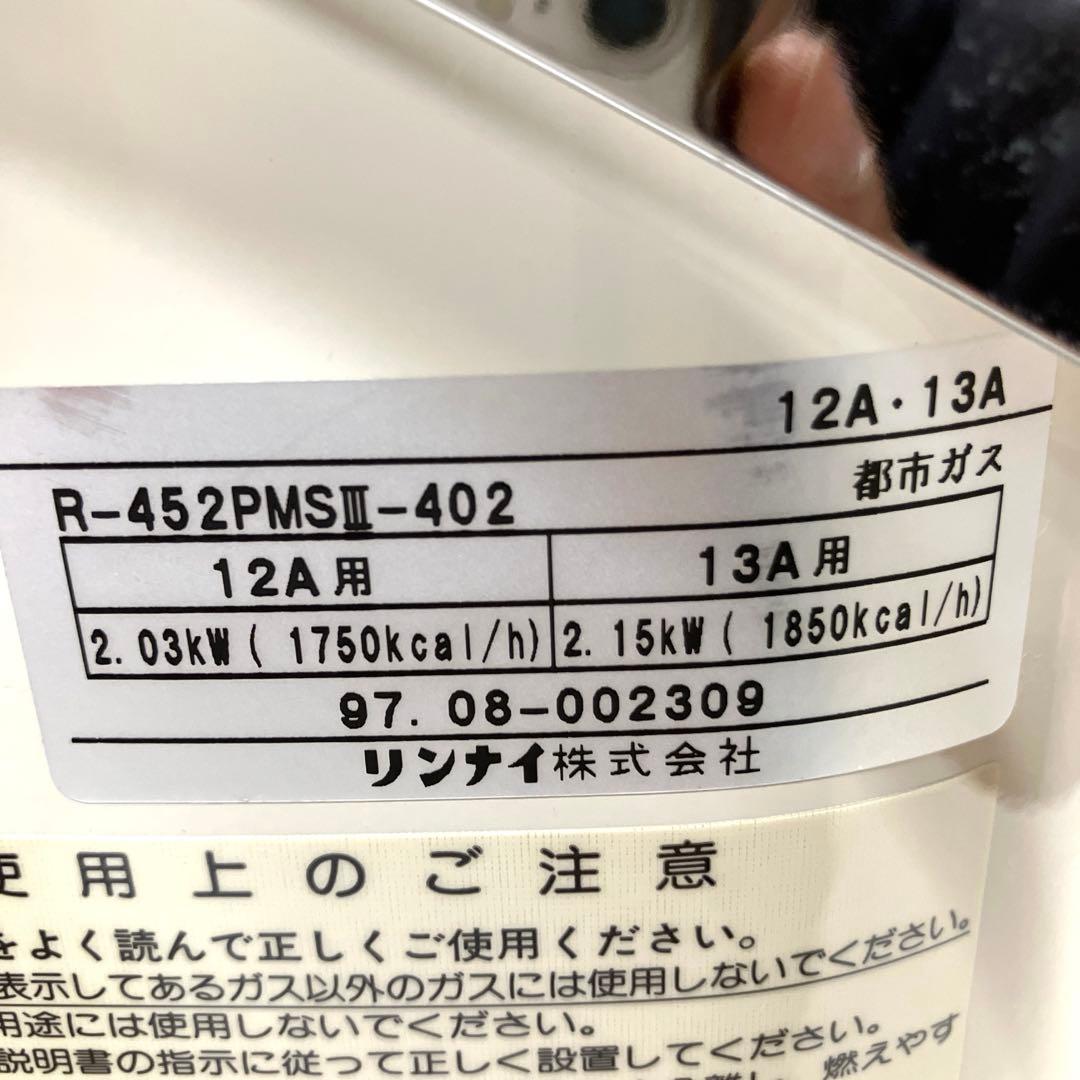 12A・13A
都市ガス
R-452PMSⅢ-402
12A用 13A用
2.03kW( 1750kcal/h) 2.15kW( 1850kcal/h)
97.08-002309
リンナイ株式会社
使用上のご注意
をよく読んで正しくご使用ください。
表示してあるガス以外のガスには使用しないでください。
用途には使用しないでください。
説明書の指示に従って正しく設置してください。
燃えやす